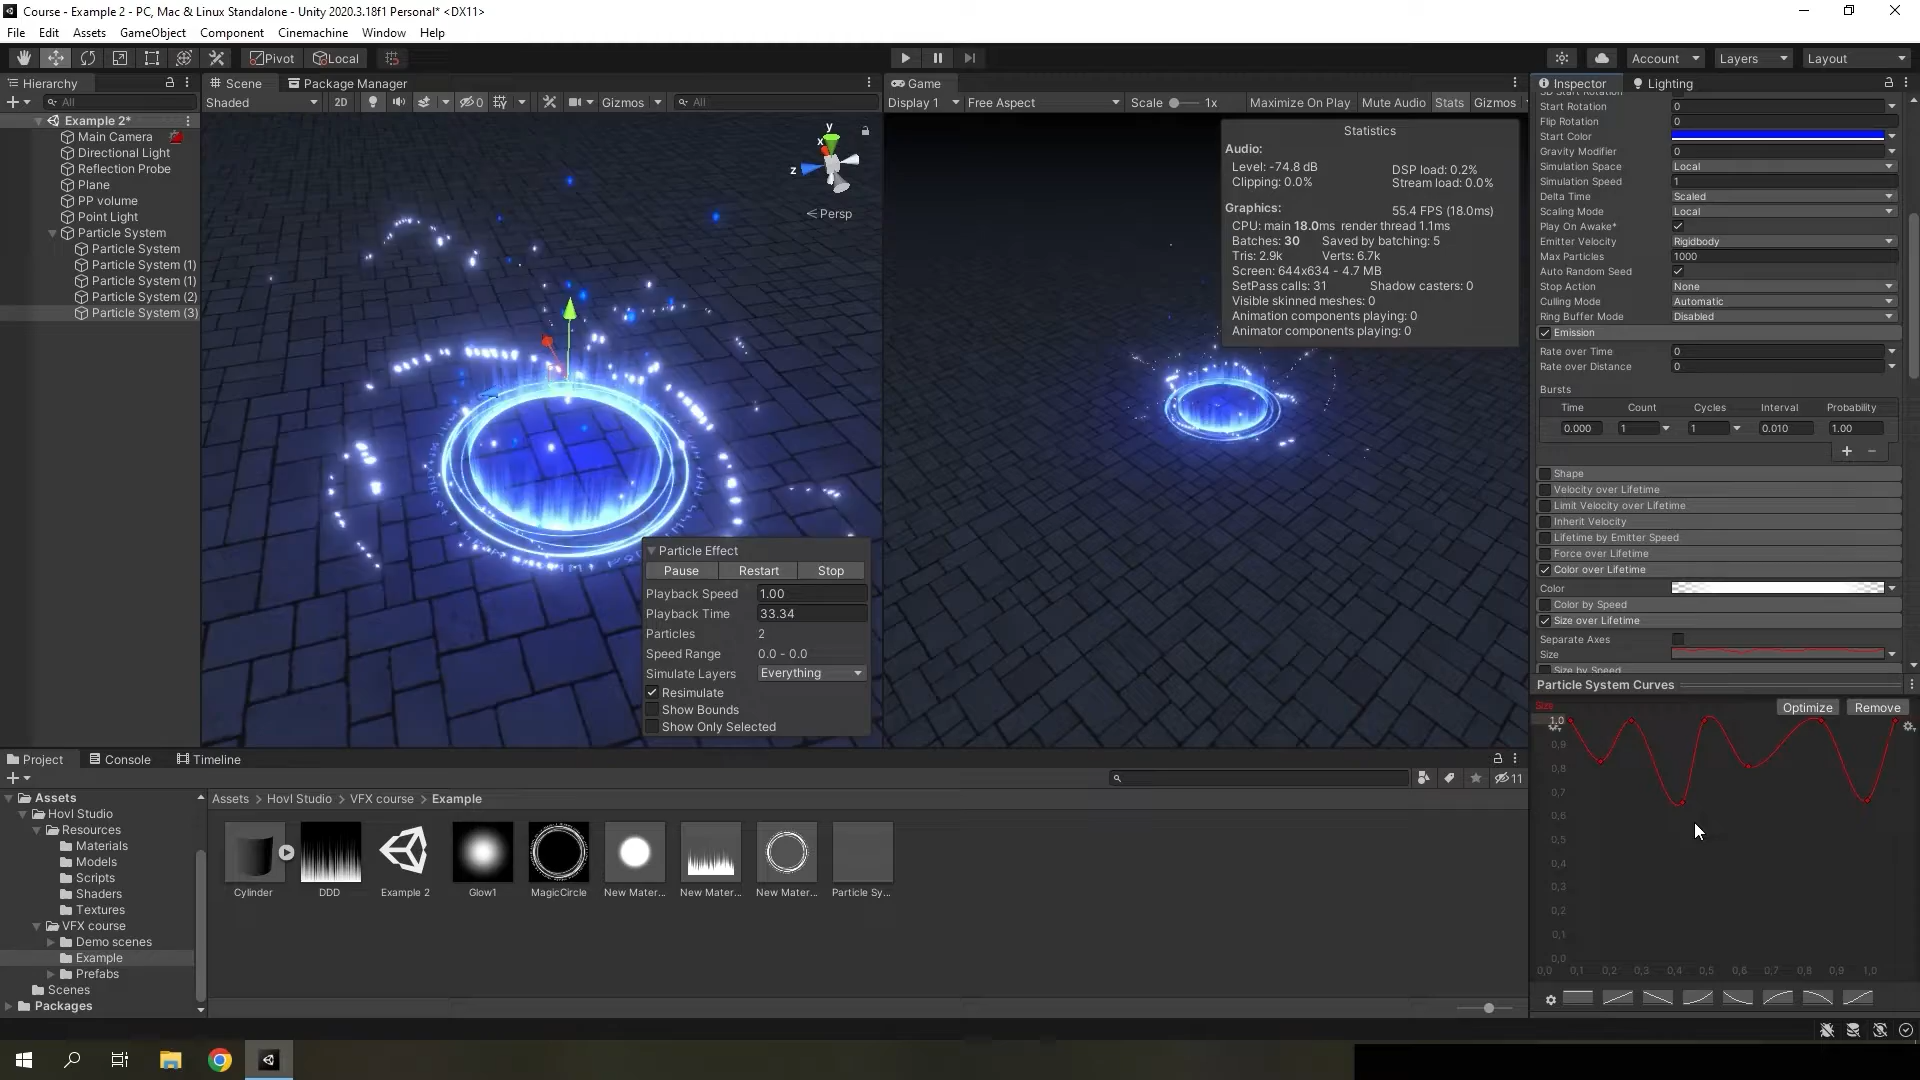 Course - Example 2 - PC, Mac & Linux Standalone - Unity 2020.3.18f1 Personal* <DX11>
File Edit Assets GameObject Component Cinemachine Window Help
Pivot Local
Account Layers Layout
Hierarchy
All
Example 2*
Main Camera
Directional Light
Reflection Probe
Plane
PP volume
Point Light
Particle System
Particle System
Particle System (1)
Particle System (1)
Particle System (2)
Particle System (3)
Scene Package Manager
Shaded 2D 0 Gizmos All
y
x
z
Persp
Particle Effect
Pause Restart Stop
Playback Speed 1.00
Playback Time 33.34
Particles 2
Speed Range 0.0 - 0.0
Simulate Layers Everything
Resimulate
Show Bounds
Show Only Selected
Game
Display 1 Free Aspect Scale 1x Maximize On Play Mute Audio Stats Gizmos
Statistics
Audio:
Level: -74.8 dB DSP load: 0.2%
Clipping: 0.0% Stream load: 0.0%
Graphics: 55.4 FPS (18.0ms)
CPU: main 18.0ms render thread 1.1ms
Batches: 30 Saved by batching: 5
Tris: 2.9k Verts: 6.7k
Screen: 644x634 - 4.7 MB
SetPass calls: 31 Shadow casters: 0
Visible skinned meshes: 0
Animation components playing: 0
Animator components playing: 0
Inspector Lighting
3D Start Rotation
Start Rotation 0
Flip Rotation 0
Start Color
Gravity Modifier 0
Simulation Space Local
Simulation Speed 1
Delta Time Scaled
Scaling Mode Local
Play On Awake*
Emitter Velocity Rigidbody
Max Particles 1000
Auto Random Seed
Stop Action None
Culling Mode Automatic
Ring Buffer Mode Disabled
Emission
Rate over Time 0
Rate over Distance 0
Bursts
Time Count Cycles Interval Probability
0.000 1 1 0.010 1.00
Shape
Velocity over Lifetime
Limit Velocity over Lifetime
Inherit Velocity
Lifetime by Emitter Speed
Force over Lifetime
Color over Lifetime
Color
Color by Speed
Size over Lifetime
Separate Axes
Size
Size by Speed
Particle System Curves
Size
Optimize Remove
1.0
0,9
0,8
0,7
0,6
0,5
0,4
0,3
0,2
0,1
0,0
0,0 0,1 0,2 0,3 0,4 0,5 0,6 0,7 0,8 0,9 1,0
Project Console Timeline
11
Assets
Hovl Studio
Resources
Materials
Models
Scripts
Shaders
Textures
VFX course
Demo scenes
Example
Prefabs
Scenes
Packages
Assets > Hovl Studio > VFX course > Example
Cylinder DDD Example 2 Glow1 MagicCircle New Mater... New Mater... New Mater... Particle Sy...